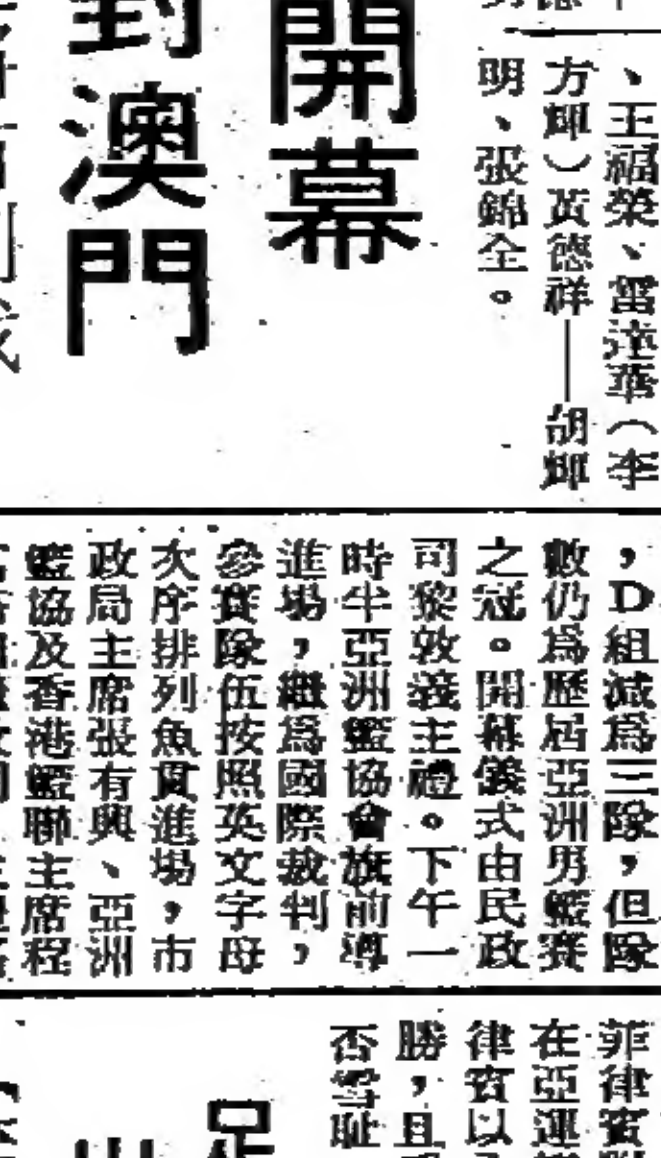 、王福榮、雷達華（李
方輝）黃德祥——胡輝
明、張錦全。
開幕
對澳門
，D組減爲三隊，但隊
數仍爲歷屆亞洲男籃賽
之冠。開幕儀式由民政
司黎敦義主禮。下午一
時半亞洲籃協會旗前導
進場，繼爲國際裁判，
參賽隊伍按照英文字母
次序排列魚貫進場，市
政局主席張有興、亞洲
籃協及香港籃聯主席程
菲律賓
在亞運
律賓以
勝，且
否雪耻